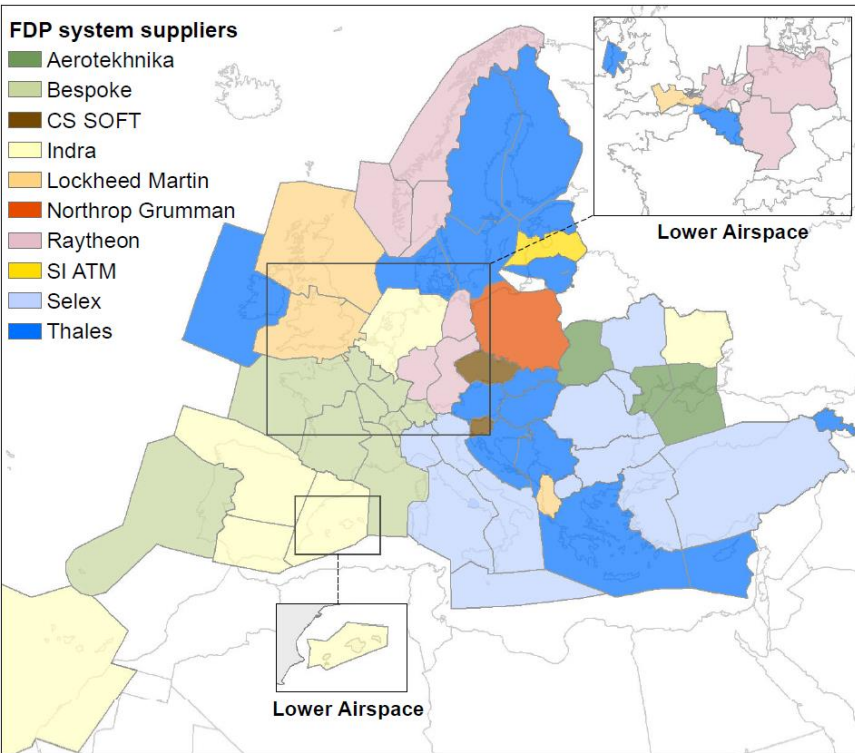 FDP system suppliers
Aerotekhnika
Bespoke
CS SOFT
Indra
Lockheed Martin
Northrop Grumman
Raytheon
SI ATM
Selex
Thales
Lower Airspace
Lower Airspace